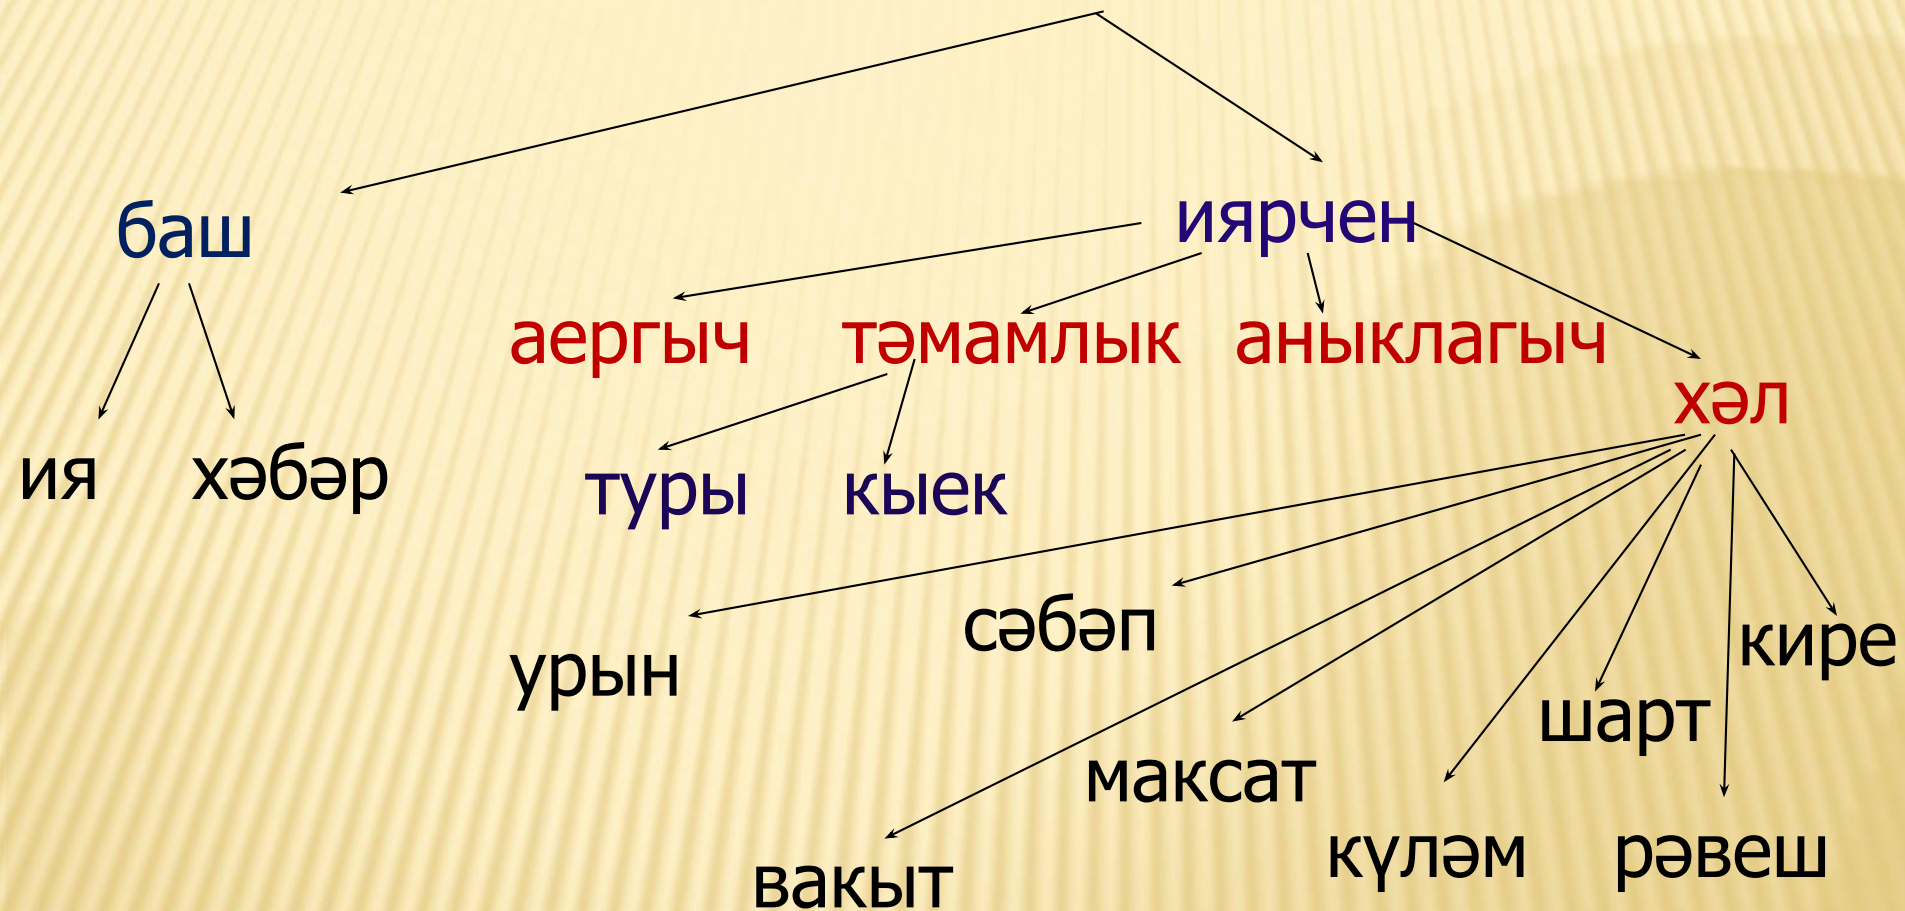 баш
иярчен
аергыч тәмамлык аныклагыч
хәл
ия хәбәр
туры кыек
сәбәп
кире
урын
шарт
максат
күләм рәвеш
вакыт